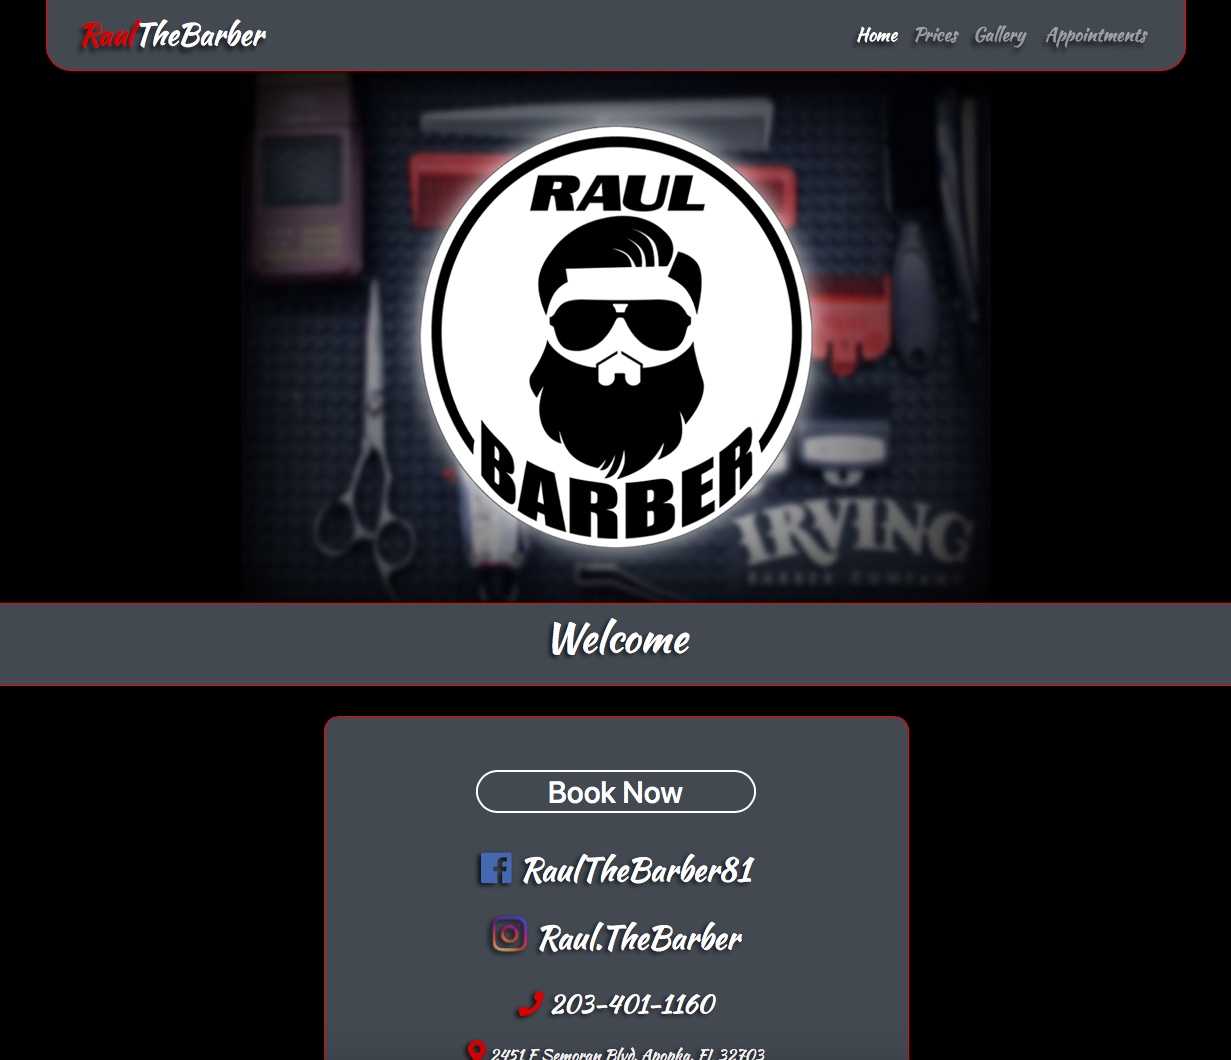 RaulTheBarber
Home Prices Gallery Appointments
RAUL
BARBER
IRVING
BARBER COMPANY
Welcome
Book Now
RaulTheBarber81
Raul.TheBarber
203-401-1160
2451 E Semoran Blvd. Apopka, FL 32703